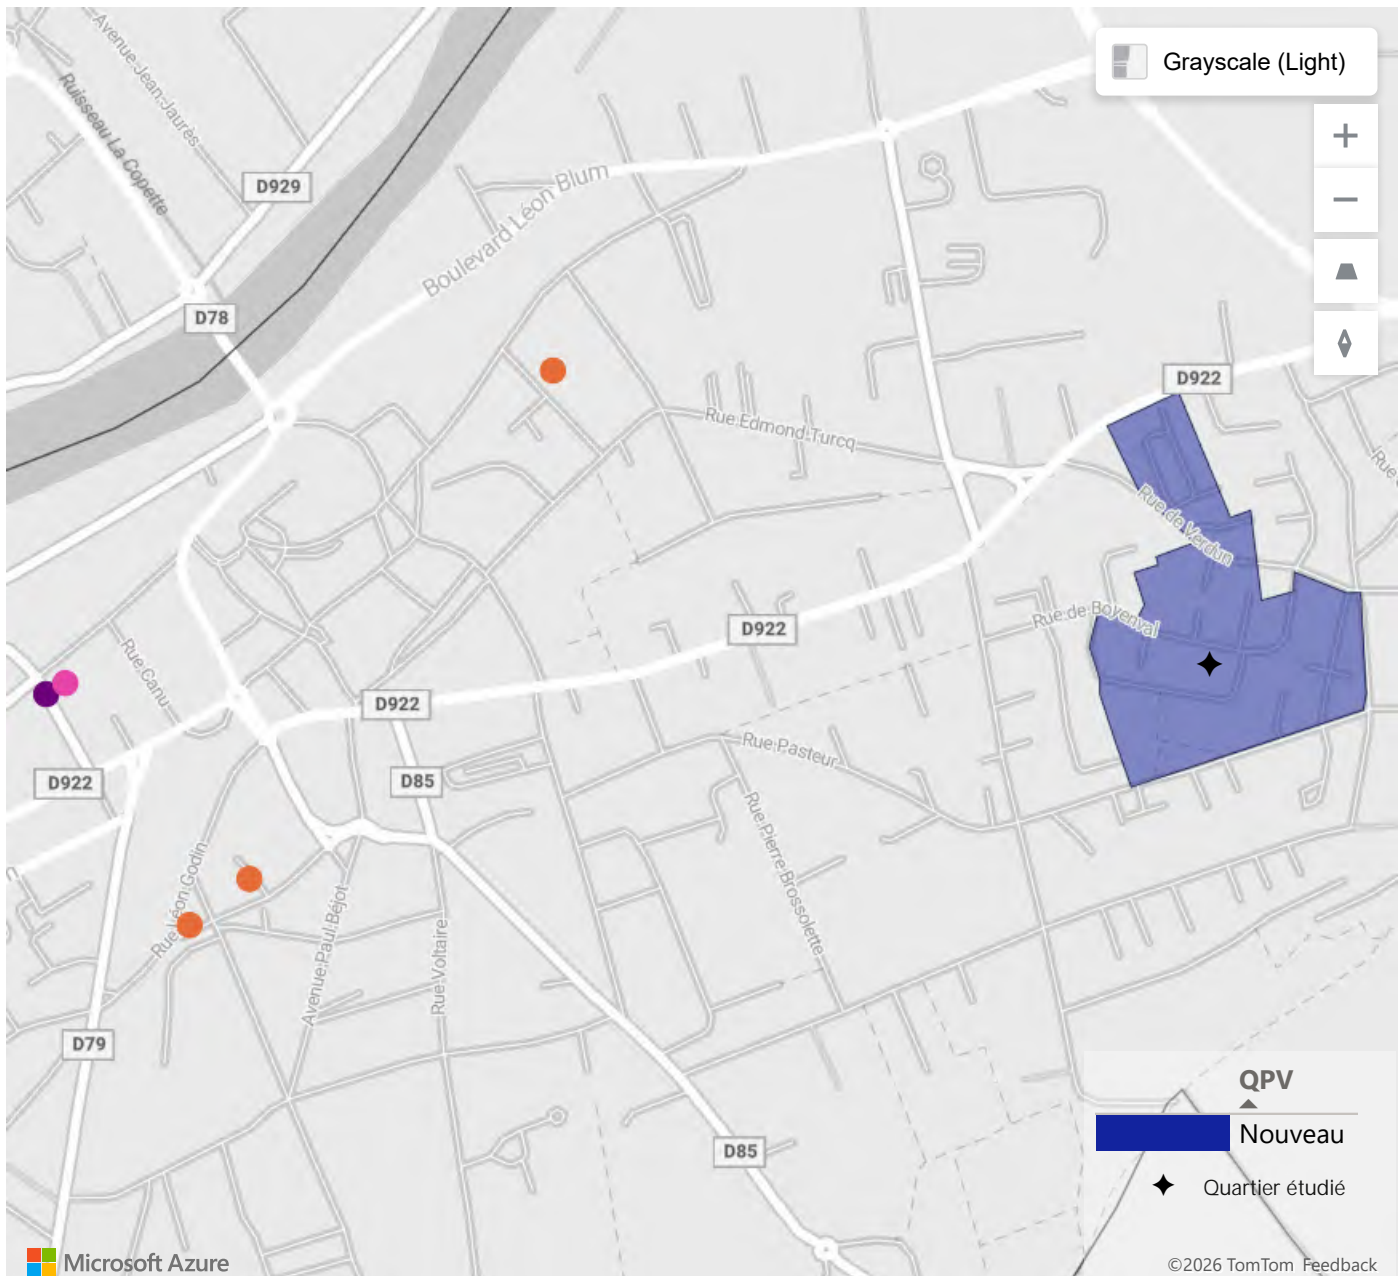 Grayscale (Light)
Avenue Jean Jaurès
Ruisseau La Copette
D929
Boulevard Léon Blum
D78
D922
Rue Edmond Turcq
Rue de Verdun
Rue de Boyenval
D922
Rue Canu
D922
Rue Pasteur
D922
D85
Rue Pierre Brossolette
Rue Léon Godin
Avenue Paul Bejot
Rue Voltaire
D79
QPV
Nouveau
D85
Quartier étudié
Microsoft Azure
©2026 TomTom Feedback